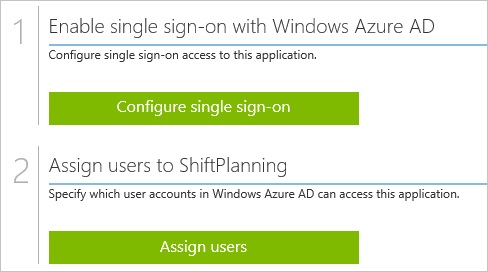 1
Enable single sign-on with Windows Azure AD
Configure single sign-on access to this application.
Configure single sign-on
2
Assign users to ShiftPlanning
Specify which user accounts in Windows Azure AD can access this application.
Assign users